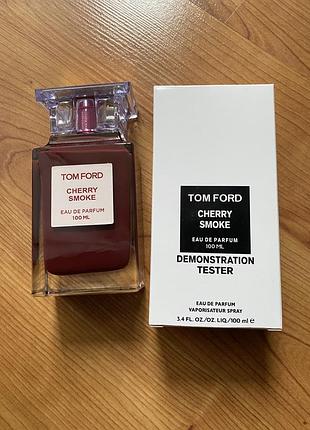 TOM FORD
CHERRY
SMOKE
EAU DE PARFUM
100 ML
TOM FORD
CHERRY
SMOKE
EAU DE PARFUM
100 ML
DEMONSTRATION
TESTER
EAU DE PARFUM
VAPORISATEUR SPRAY
3.4 FL. OZ./OZ. LIQ/100 ml ℮